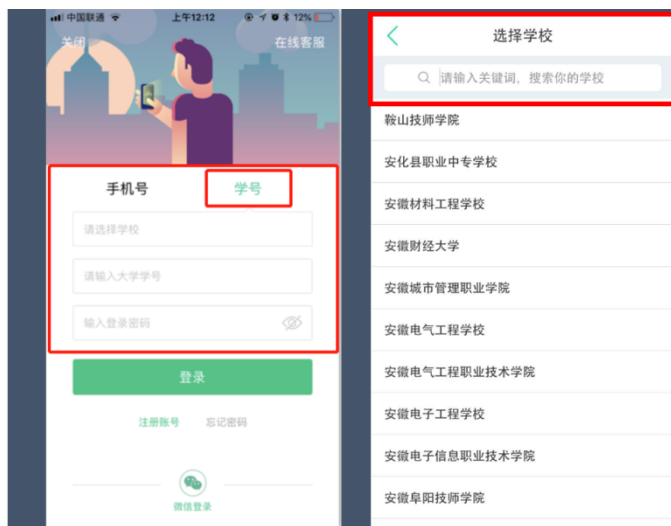 中国联通
上午12:12
12%
关闭
在线客服
手机号
学号
请选择学校
请输入大学学号
输入登录密码
登录
注册账号
忘记密码
微信登录
选择学校
请输入关键词，搜索你的学校
鞍山技师学院
安化县职业中专学校
安徽材料工程学校
安徽财经大学
安徽城市管理职业学院
安徽电气工程学校
安徽电气工程职业技术学院
安徽电子工程学校
安徽电子信息职业技术学院
安徽阜阳技师学院